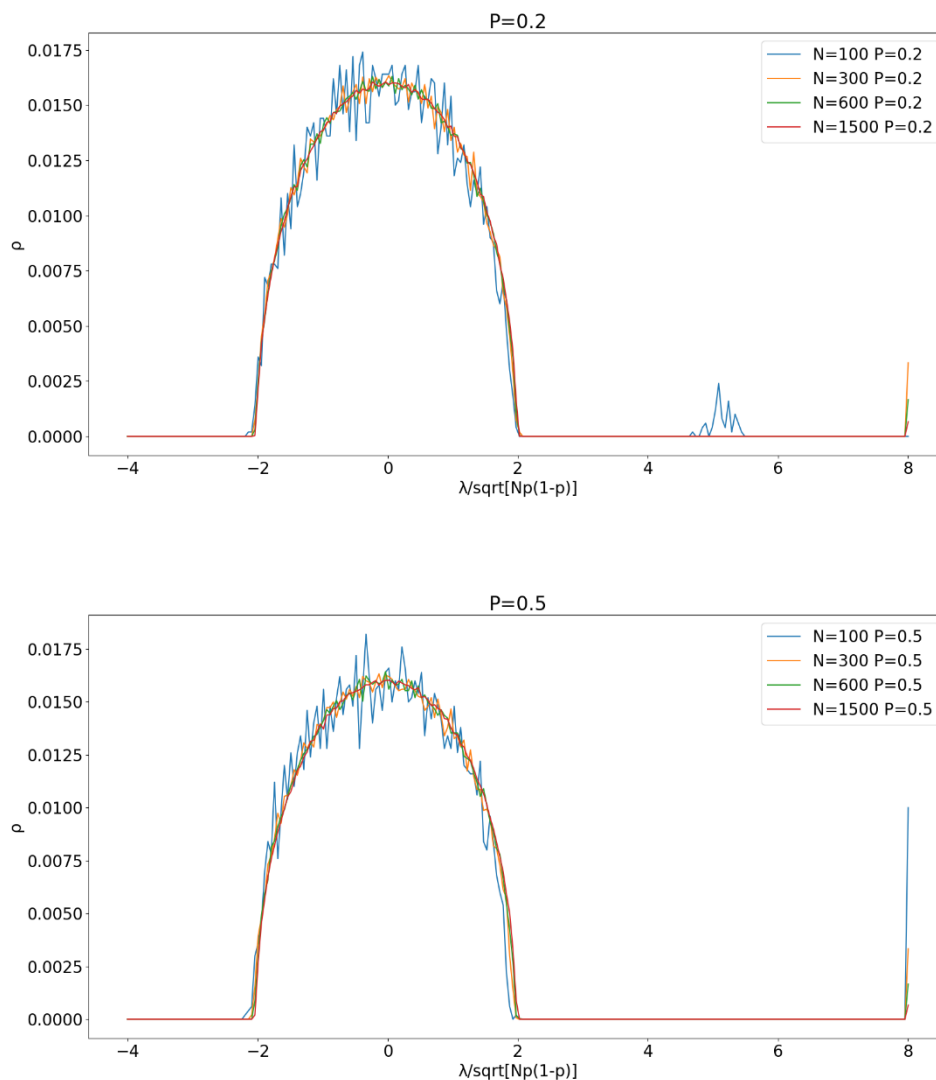 P=0.2
0.0175
0.0150
0.0125
0.0100
0.0075
0.0050
0.0025
0.0000
ρ
N=100 P=0.2
N=300 P=0.2
N=600 P=0.2
N=1500 P=0.2
−4 −2 0 2 4 6 8
λ/sqrt[Np(1-p)]
P=0.5
0.0175
0.0150
0.0125
0.0100
0.0075
0.0050
0.0025
0.0000
ρ
N=100 P=0.5
N=300 P=0.5
N=600 P=0.5
N=1500 P=0.5
−4 −2 0 2 4 6 8
λ/sqrt[Np(1-p)]